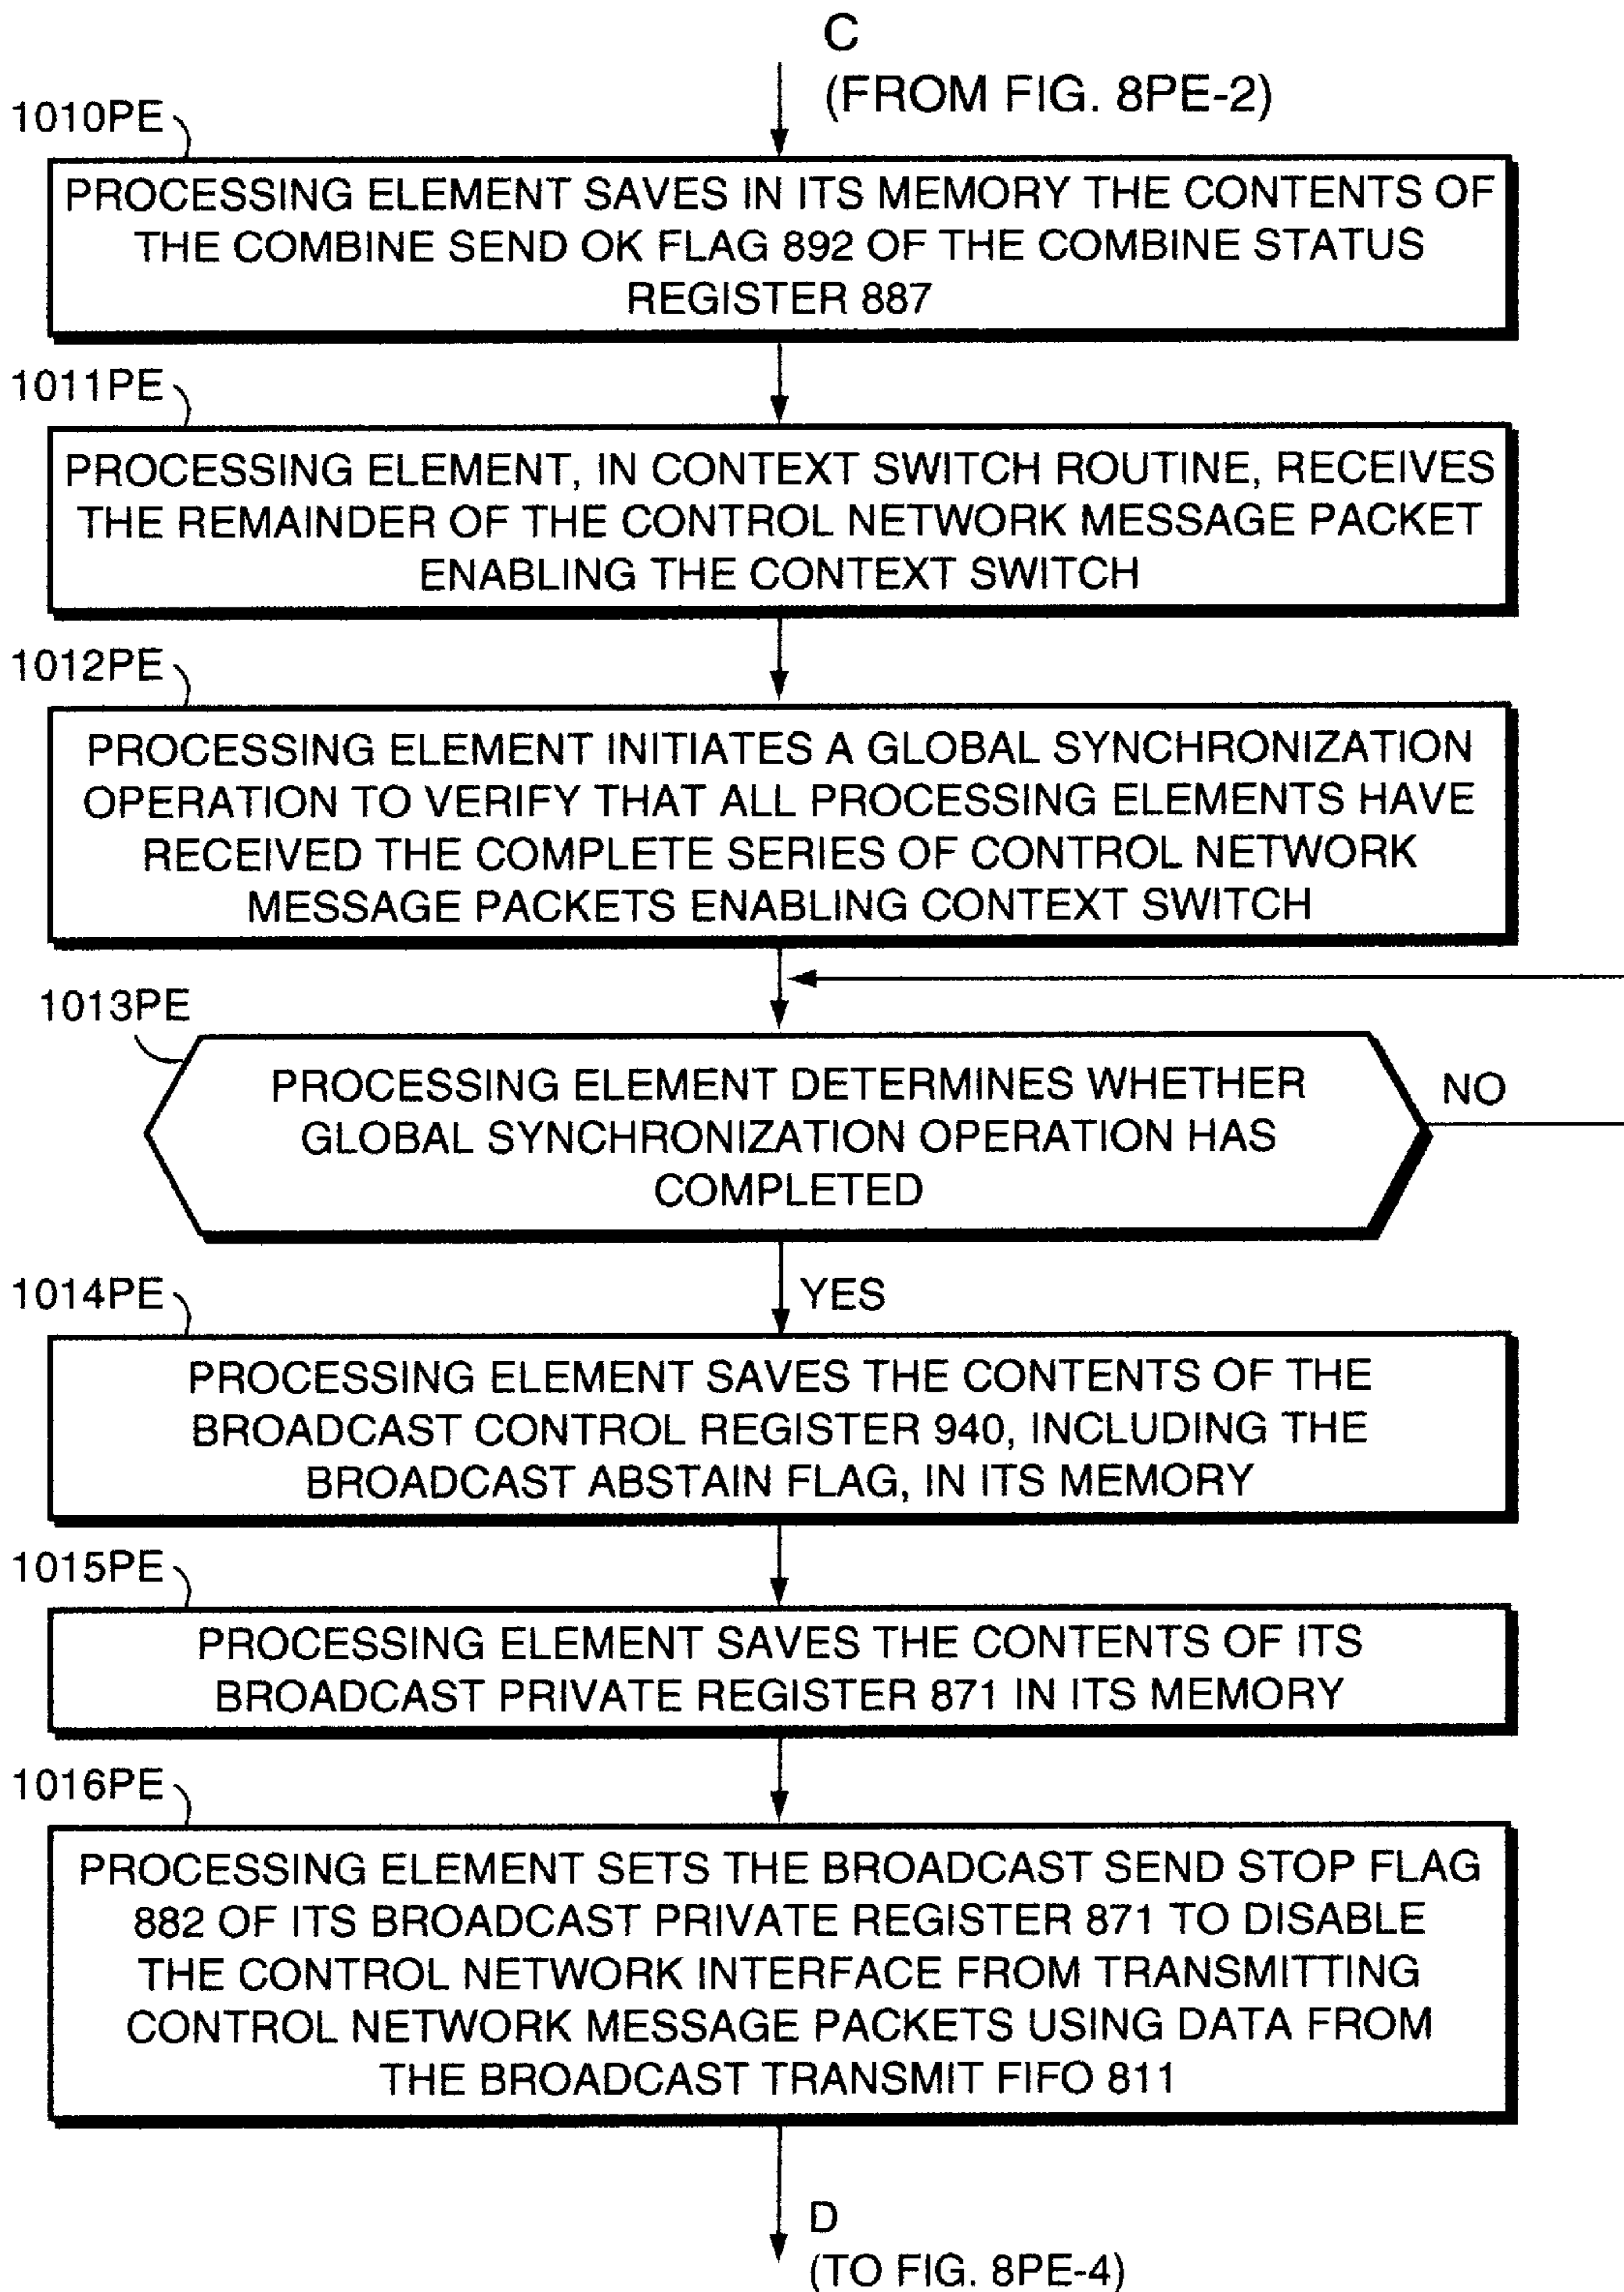 C
(FROM FIG. 8PE-2)
1010PE
PROCESSING ELEMENT SAVES IN ITS MEMORY THE CONTENTS OF
THE COMBINE SEND OK FLAG 892 OF THE COMBINE STATUS
REGISTER 887
1011PE
PROCESSING ELEMENT, IN CONTEXT SWITCH ROUTINE, RECEIVES
THE REMAINDER OF THE CONTROL NETWORK MESSAGE PACKET
ENABLING THE CONTEXT SWITCH
1012PE
PROCESSING ELEMENT INITIATES A GLOBAL SYNCHRONIZATION
OPERATION TO VERIFY THAT ALL PROCESSING ELEMENTS HAVE
RECEIVED THE COMPLETE SERIES OF CONTROL NETWORK
MESSAGE PACKETS ENABLING CONTEXT SWITCH
1013PE
PROCESSING ELEMENT DETERMINES WHETHER
GLOBAL SYNCHRONIZATION OPERATION HAS
COMPLETED
NO
YES
1014PE
PROCESSING ELEMENT SAVES THE CONTENTS OF THE
BROADCAST CONTROL REGISTER 940, INCLUDING THE
BROADCAST ABSTAIN FLAG, IN ITS MEMORY
1015PE
PROCESSING ELEMENT SAVES THE CONTENTS OF ITS
BROADCAST PRIVATE REGISTER 871 IN ITS MEMORY
1016PE
PROCESSING ELEMENT SETS THE BROADCAST SEND STOP FLAG
882 OF ITS BROADCAST PRIVATE REGISTER 871 TO DISABLE
THE CONTROL NETWORK INTERFACE FROM TRANSMITTING
CONTROL NETWORK MESSAGE PACKETS USING DATA FROM
THE BROADCAST TRANSMIT FIFO 811
D
(TO FIG. 8PE-4)